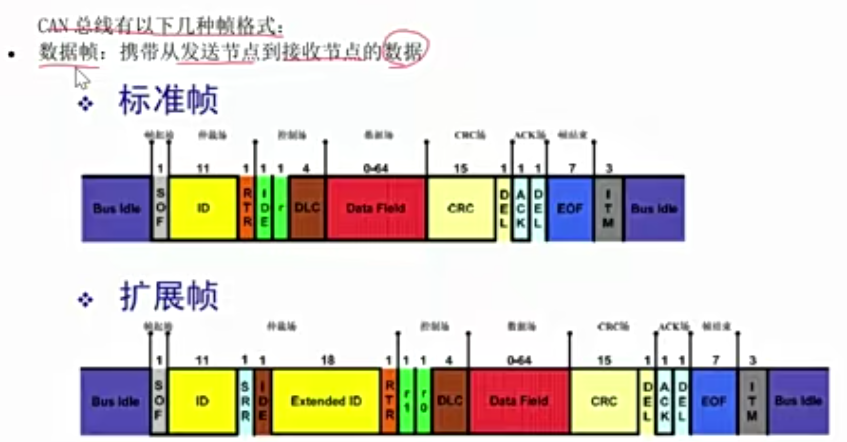 CAN 总线有以下几种帧格式:
• 数据帧: 携带从发送节点到接收节点的数据
❖ 标准帧
帧起始 仲裁场 控制场 数据场 CRC场 ACK场 帧结束
1 11 1 1 1 4 0-64 15 1 1 1 7 3
Bus Idle SOF ID RTR IDE r DLC Data Field CRC DEL ACK DEL EOF ITM Bus Idle
❖ 扩展帧
帧起始 仲裁场 控制场 数据场 CRC场 ACK场 帧结束
1 11 1 1 18 1 1 1 4 0-64 15 1 1 1 7 3
Bus Idle SOF ID SRR IDE Extended ID RTR r1 r0 DLC Data Field CRC DEL ACK DEL EOF ITM Bus Idle